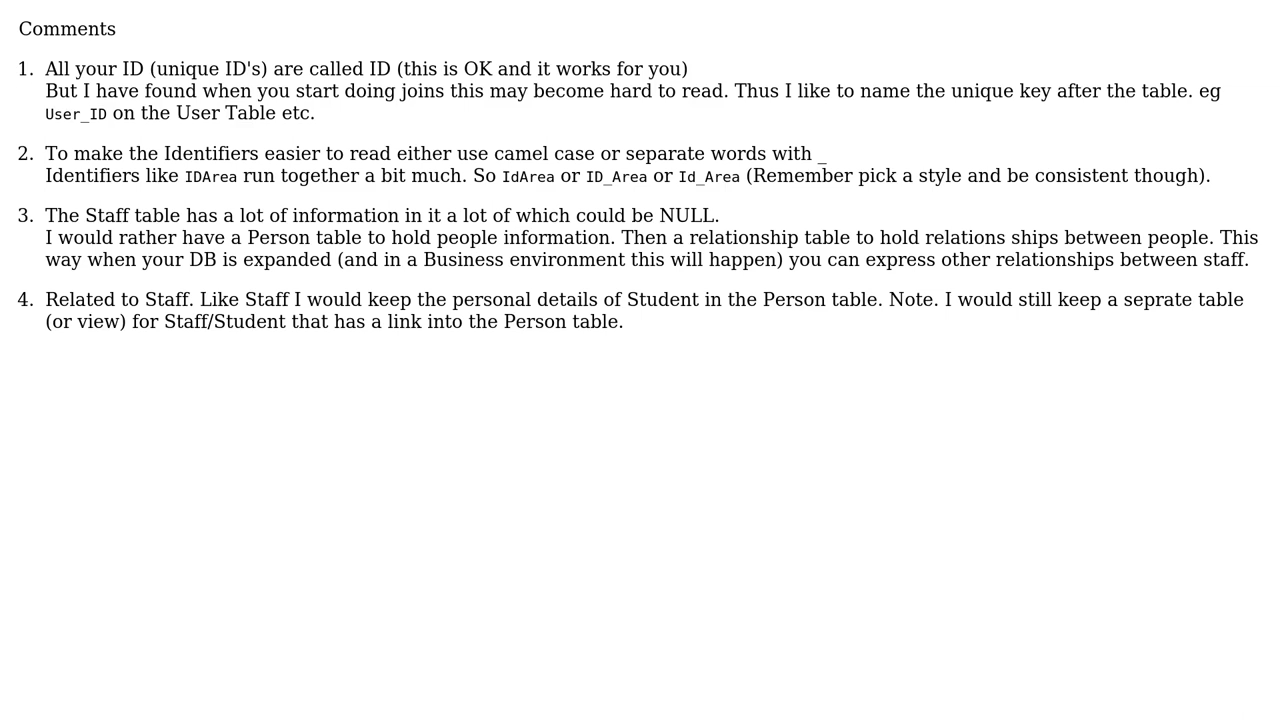 Comments
1. All your ID (unique ID's) are called ID (this is OK and it works for you)
But I have found when you start doing joins this may become hard to read. Thus I like to name the unique key after the table. eg
User_ID on the User Table etc.
2. To make the Identifiers easier to read either use camel case or separate words with _
Identifiers like IDArea run together a bit much. So IdArea or ID_Area or Id_Area (Remember pick a style and be consistent though).
3. The Staff table has a lot of information in it a lot of which could be NULL.
I would rather have a Person table to hold people information. Then a relationship table to hold relations ships between people. This
way when your DB is expanded (and in a Business environment this will happen) you can express other relationships between staff.
4. Related to Staff. Like Staff I would keep the personal details of Student in the Person table. Note. I would still keep a seprate table
(or view) for Staff/Student that has a link into the Person table.